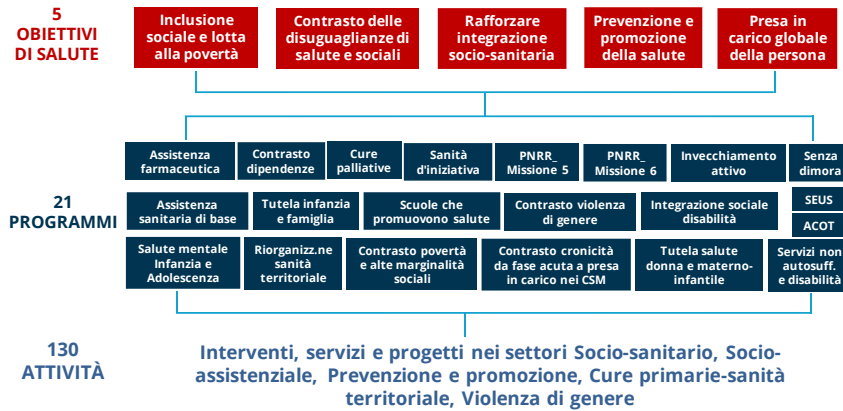 5
OBIETTIVI
DI SALUTE
Inclusione
sociale e lotta
alla povertà
Contrasto delle
disuguaglianze di
salute e sociali
Rafforzare
integrazione
socio-sanitaria
Prevenzione e
promozione
della salute
Presa in
carico globale
della persona
21
PROGRAMMI
Assistenza
farmaceutica
Contrasto
dipendenze
Cure
palliative
Sanità
d'iniziativa
PNRR_
Missione 5
PNRR_
Missione 6
Invecchiamento
attivo
Senza
dimora
Assistenza
sanitaria di base
Tutela infanzia
e famiglia
Scuole che
promuovono salute
Contrasto violenza
di genere
Integrazione sociale
disabilità
SEUS
ACOT
Salute mentale
Infanzia e
Adolescenza
Riorganizz.ne
sanità
territoriale
Contrasto povertà
e alte marginalità
sociali
Contrasto cronicità
da fase acuta a presa
in carico nei CSM
Tutela salute
donna e materno-
infantile
Servizi non
autosuff.
e disabilità
130
ATTIVITÀ
Interventi, servizi e progetti nei settori Socio-sanitario, Socio-
assistenziale, Prevenzione e promozione, Cure primarie-sanità
territoriale, Violenza di genere